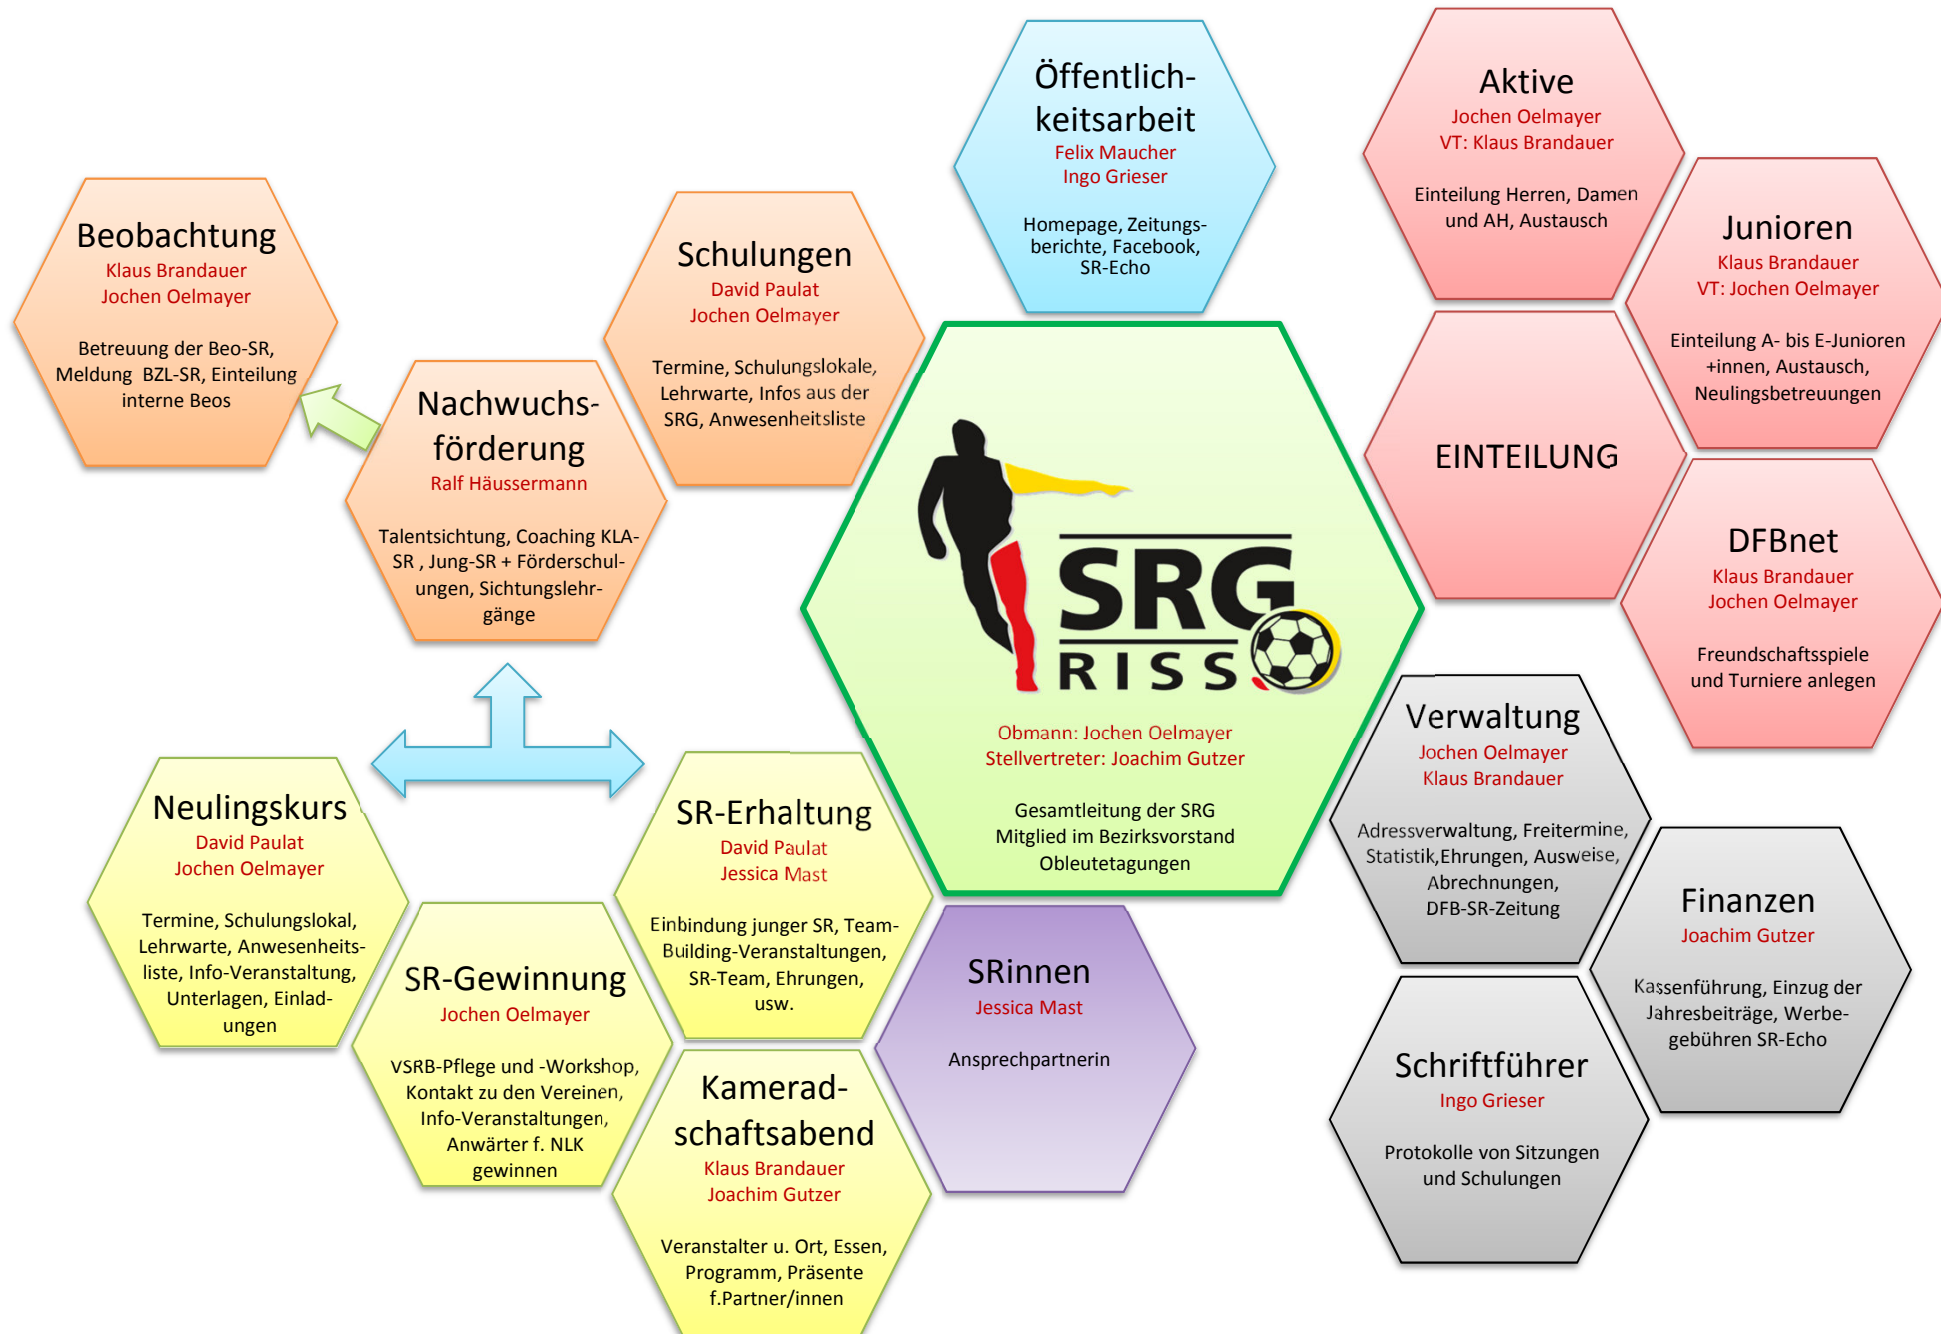 Öffentlich-
keitsarbeit
Felix Maucher
Ingo Grieser
Homepage, Zeitungs-
berichte, Facebook,
SR-Echo
Aktive
Jochen Oelmayer
VT: Klaus Brandauer
Einteilung Herren, Damen
und AH, Austausch
Junioren
Klaus Brandauer
VT: Jochen Oelmayer
Einteilung A- bis E-Junioren
+innen, Austausch,
Neulingsbetreuungen
Beobachtung
Klaus Brandauer
Jochen Oelmayer
Betreuung der Beo-SR,
Meldung  BZL-SR, Einteilung
interne Beos
Schulungen
David Paulat
Jochen Oelmayer
Termine, Schulungslokale,
Lehrwarte, Infos aus der
SRG, Anwesenheitsliste
Nachwuchs-
förderung
Ralf Häussermann
Talentsichtung, Coaching KLA-
SR , Jung-SR + Förderschul-
ungen, Sichtungslehr-
gänge
EINTEILUNG
DFBnet
Klaus Brandauer
Jochen Oelmayer
Freundschaftsspiele
und Turniere anlegen
SRG
RISS
Obmann: Jochen Oelmayer
Stellvertreter: Joachim Gutzer
Gesamtleitung der SRG
Mitglied im Bezirksvorstand
Obleutetagungen
Verwaltung
Jochen Oelmayer
Klaus Brandauer
Adressverwaltung, Freitermine,
Statistik,Ehrungen, Ausweise,
Abrechnungen,
DFB-SR-Zeitung
Finanzen
Joachim Gutzer
Kassenführung, Einzug der
Jahresbeiträge, Werbe-
gebühren SR-Echo
Schriftführer
Ingo Grieser
Protokolle von Sitzungen
und Schulungen
Neulingskurs
David Paulat
Jochen Oelmayer
Termine, Schulungslokal,
Lehrwarte, Anwesenheits-
liste, Info-Veranstaltung,
Unterlagen, Einlad-
ungen
SR-Erhaltung
David Paulat
Jessica Mast
Einbindung junger SR, Team-
Building-Veranstaltungen,
SR-Team, Ehrungen,
usw.
SR-Gewinnung
Jochen Oelmayer
VSRB-Pflege und -Workshop,
Kontakt zu den Vereinen,
Info-Veranstaltungen,
Anwärter f. NLK
gewinnen
SRinnen
Jessica Mast
Ansprechpartnerin
Kamerad-
schaftsabend
Klaus Brandauer
Joachim Gutzer
Veranstalter u. Ort, Essen,
Programm, Präsente
f.Partner/innen